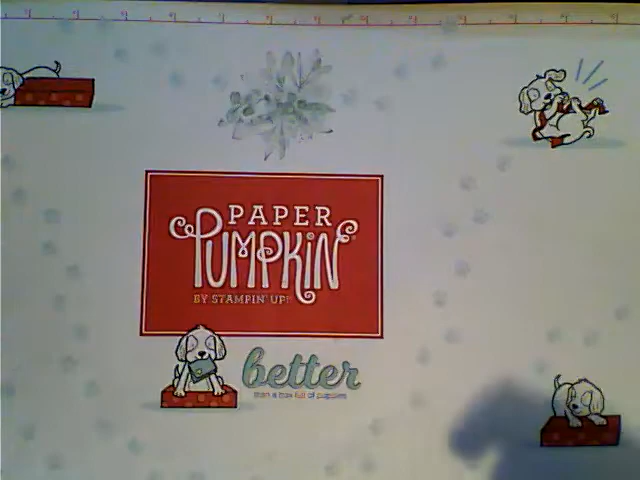 PAPER
PUMPKIN®
BY STAMPIN' UP!
better
than a box full of puppies